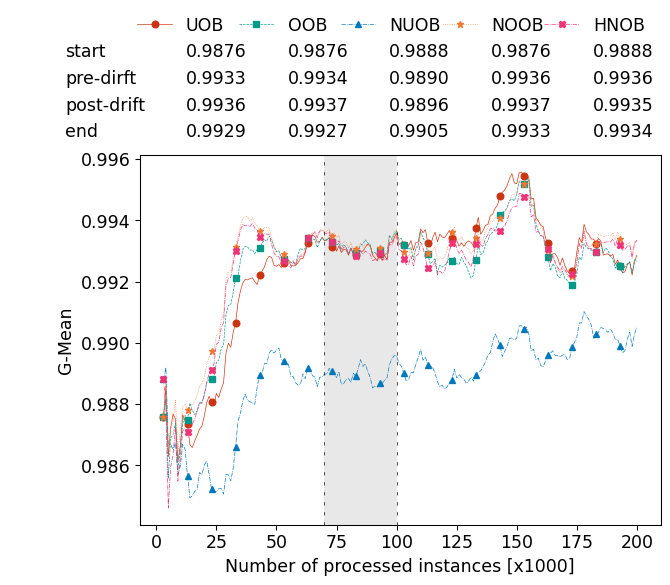 UOB OOB NUOB NOOB HNOB
start 0.9876 0.9876 0.9888 0.9876 0.9888
pre-dirft 0.9933 0.9934 0.9890 0.9936 0.9936
post-drift 0.9936 0.9937 0.9896 0.9937 0.9935
end 0.9929 0.9927 0.9905 0.9933 0.9934
0.996
0.994
0.992
0.990
0.988
0.986
G-Mean
0 25 50 75 100 125 150 175 200
Number of processed instances [x1000]